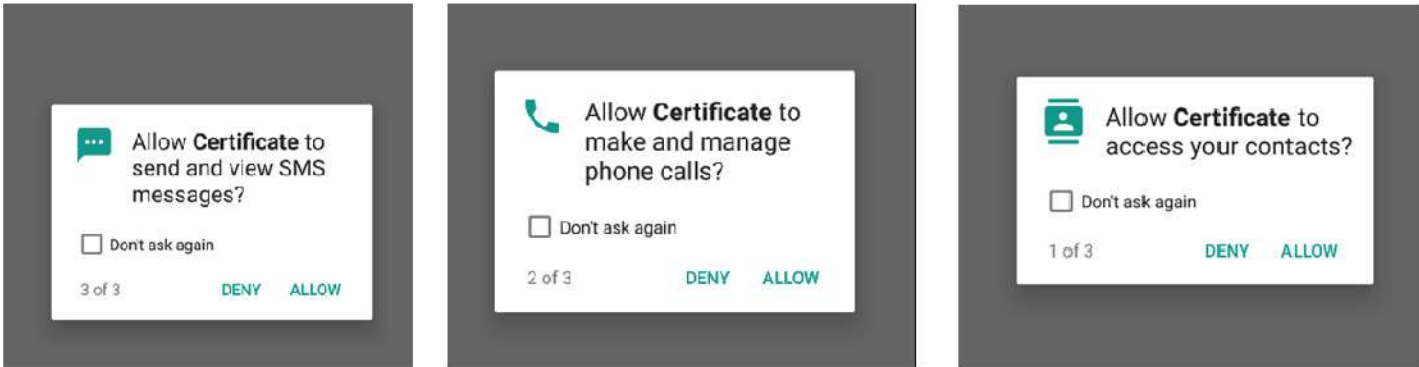 Allow Certificate to
send and view SMS
messages?
Don't ask again
3 of 3 DENY ALLOW
Allow Certificate to
make and manage
phone calls?
Don't ask again
2 of 3 DENY ALLOW
Allow Certificate to
access your contacts?
Don't ask again
1 of 3 DENY ALLOW